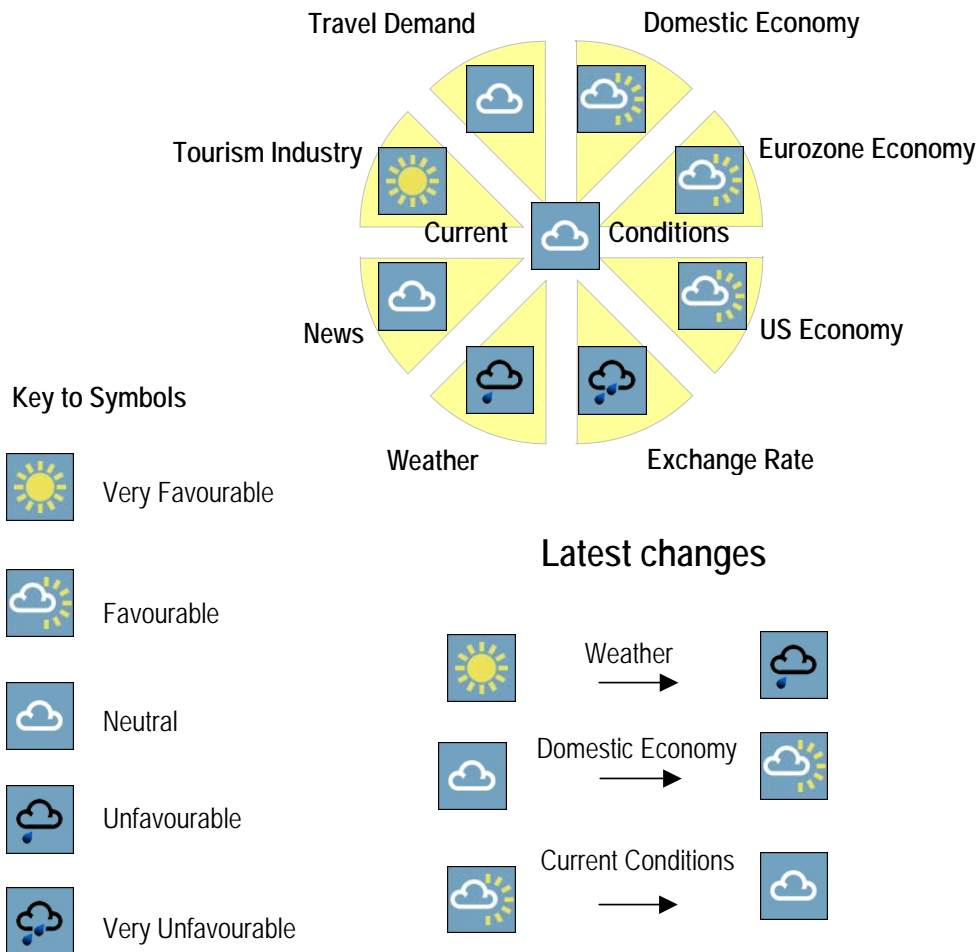 Travel Demand
Domestic Economy
Tourism Industry
Eurozone Economy
Current Conditions
News
US Economy
Weather
Exchange Rate
Key to Symbols
Very Favourable
Favourable
Neutral
Unfavourable
Very Unfavourable
Latest changes
Weather
Domestic Economy
Current Conditions